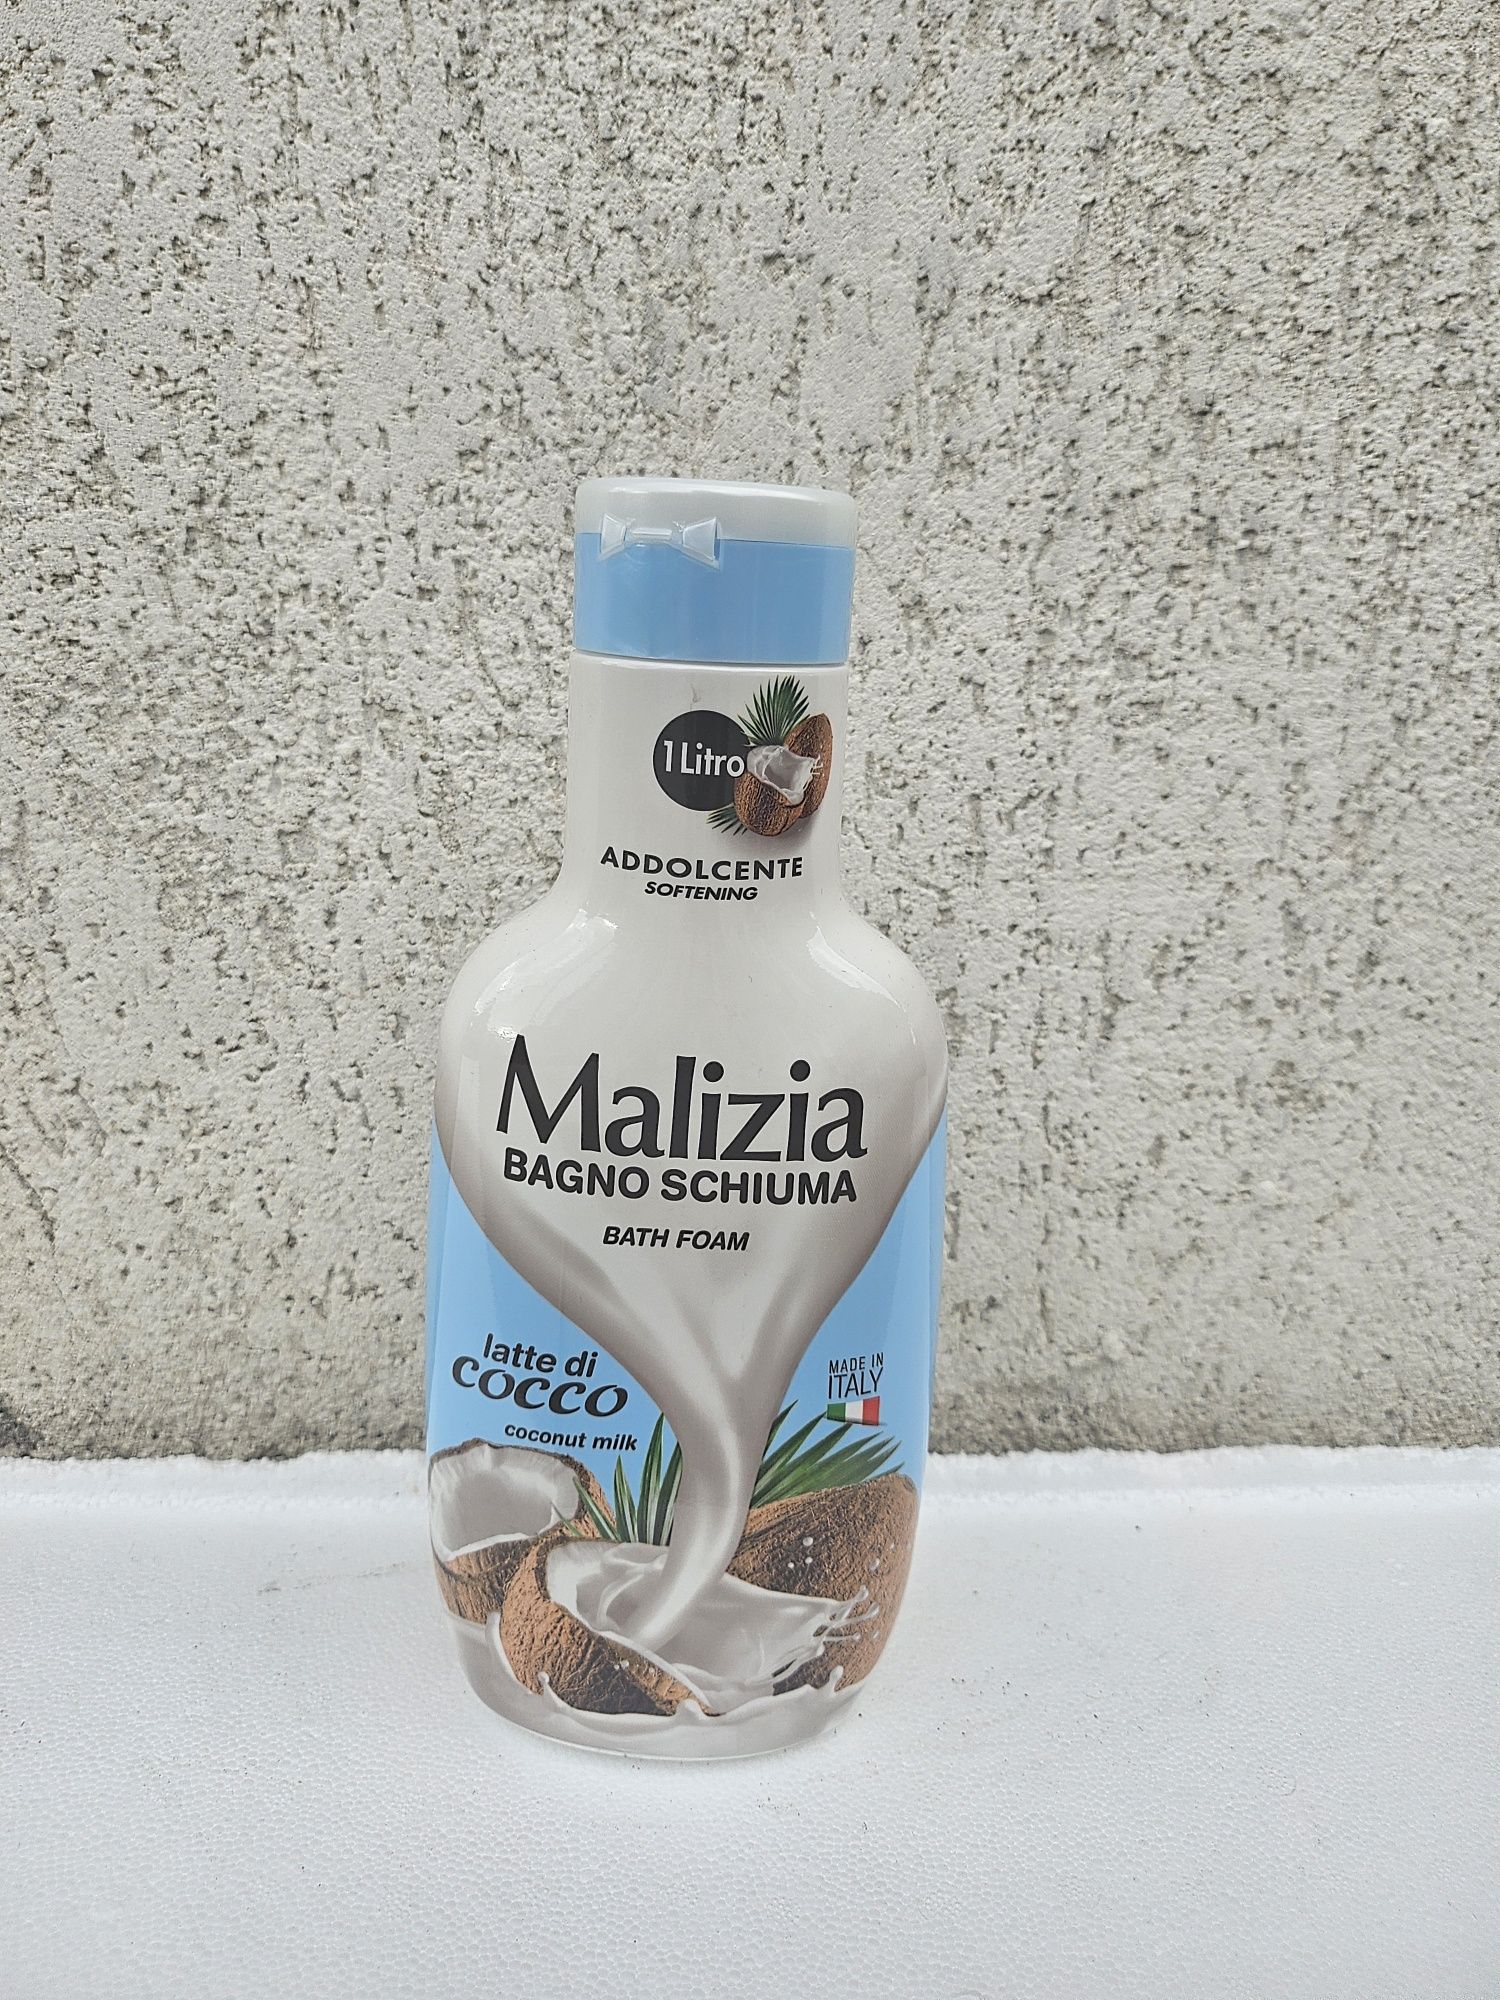 1 Litro
ADDOLCENTE
SOFTENING
Malizia
BAGNO SCHIUMA
BATH FOAM
latte di
cocco
coconut milk
MADE IN
ITALY